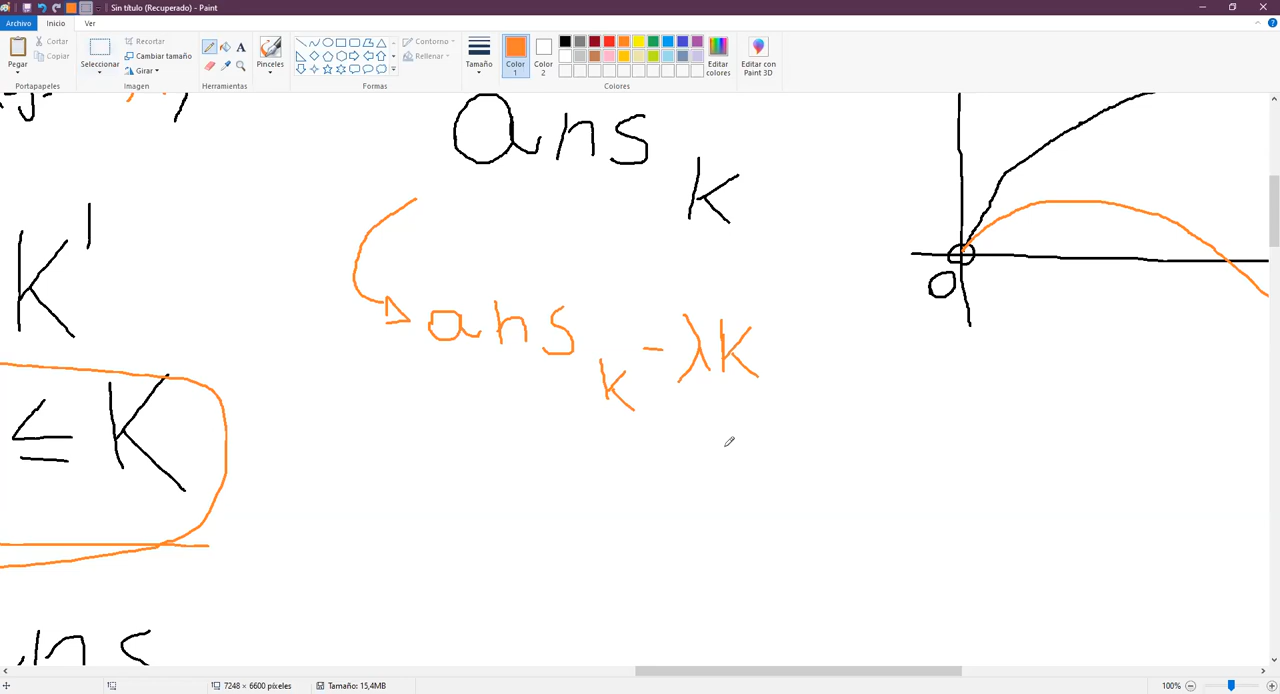 Sin título (Recuperado) - Paint
Archivo Inicio Ver
Pegar
Cortar
Copiar
Portapapeles
Seleccionar
Recortar
Cambiar tamaño
Girar
Imagen
A
Herramientas
Pinceles
Contorno
Rellenar
Formas
Tamaño
Color 1
Color 2
Editar colores
Colores
Editar con Paint 3D
ans
k
K'
ans k - λK
≤ K
O
ns
7248 × 6600 píxeles
Tamaño: 15,4MB
100%